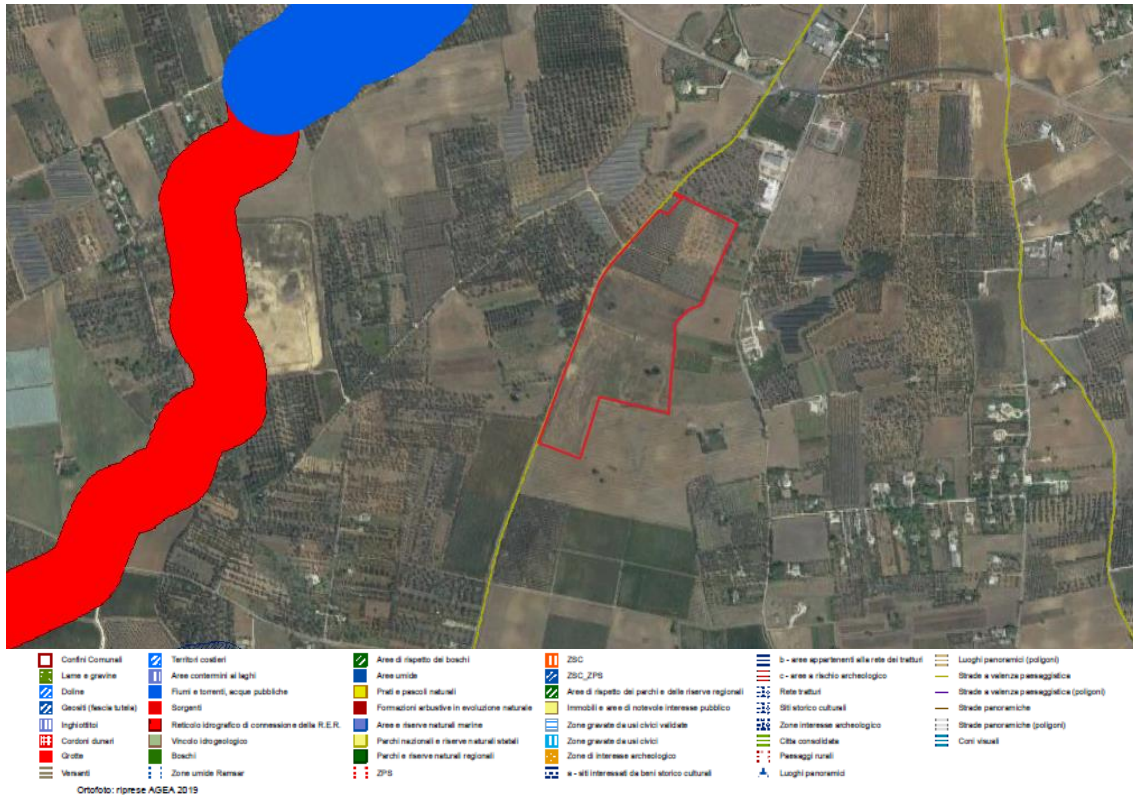 Confini Comunali
Lame e gravine
Doline
Geositi (fascia tutela)
Inghiottitoi
Cordoni dunari
Grotte
Versanti
Territori costieri
Aree contermini ai laghi
Fiumi e torrenti, acque pubbliche
Sorgenti
Reticolo idrografico di connessione della R.E.R.
Vincolo idrogeologico
Boschi
Zone umide Ramsar
Aree di rispetto dei boschi
Aree umide
Prati e pascoli naturali
Formazioni arbustive in evoluzione naturale
Aree e riserve naturali marine
Parchi nazionali e riserve naturali statali
Parchi e riserve naturali regionali
ZPS
ZSC
ZSC_ZPS
Aree di rispetto dei parchi e delle riserve regionali
Immobili e aree di notevole interesse pubblico
Zone gravate da usi civici validate
Zone gravate da usi civici
Zone di interesse archeologico
a - siti interessati da beni storico culturali
b - aree appartenenti alla rete dei tratturi
c - aree a rischio archeologico
Rete tratturi
Siti storico culturali
Zone interesse archeologico
Citta consolidata
Paesaggi rurali
Luoghi panoramici
Luoghi panoramici (poligoni)
Strade a valenza paesaggistica
Strade a valenza paesaggistica (poligoni)
Strade panoramiche
Strade panoramiche (poligoni)
Coni visuali
Ortofoto: riprese AGEA 2019